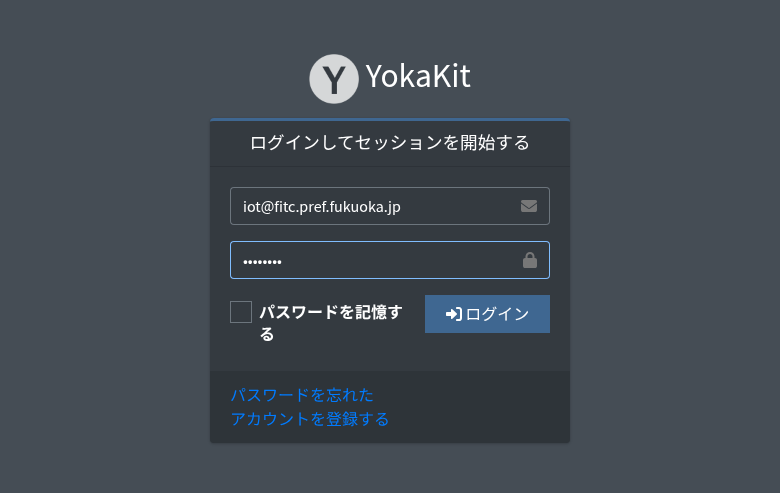 Y YokaKit
ログインしてセッションを開始する
iot@fitc.pref.fukuoka.jp
••••••••
パスワードを記憶す
る
ログイン
パスワードを忘れた
アカウントを登録する